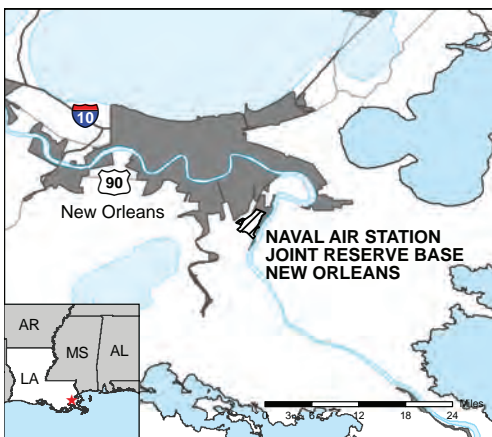 10
90
New Orleans
NAVAL AIR STATION
JOINT RESERVE BASE
NEW ORLEANS
AR
MS
AL
LA
Miles
0 3 6 12 18 24